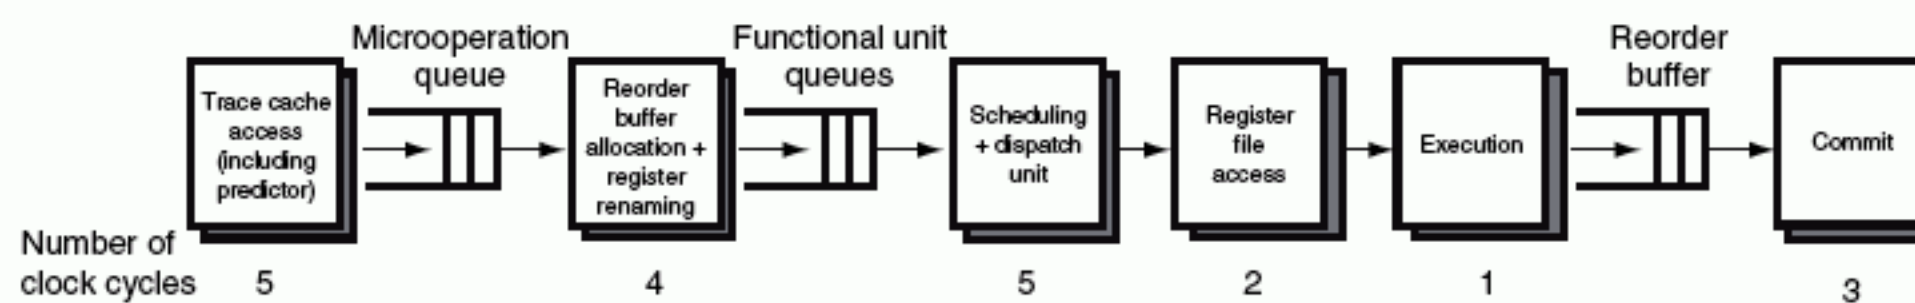 Microoperation
queue
Functional unit
queues
Reorder
buffer
Trace cache
access
(including
predictor)
Reorder
buffer
allocation +
register
renaming
Scheduling
+ dispatch
unit
Register
file
access
Execution
Commit
Number of
clock cycles 5 4 5 2 1 3